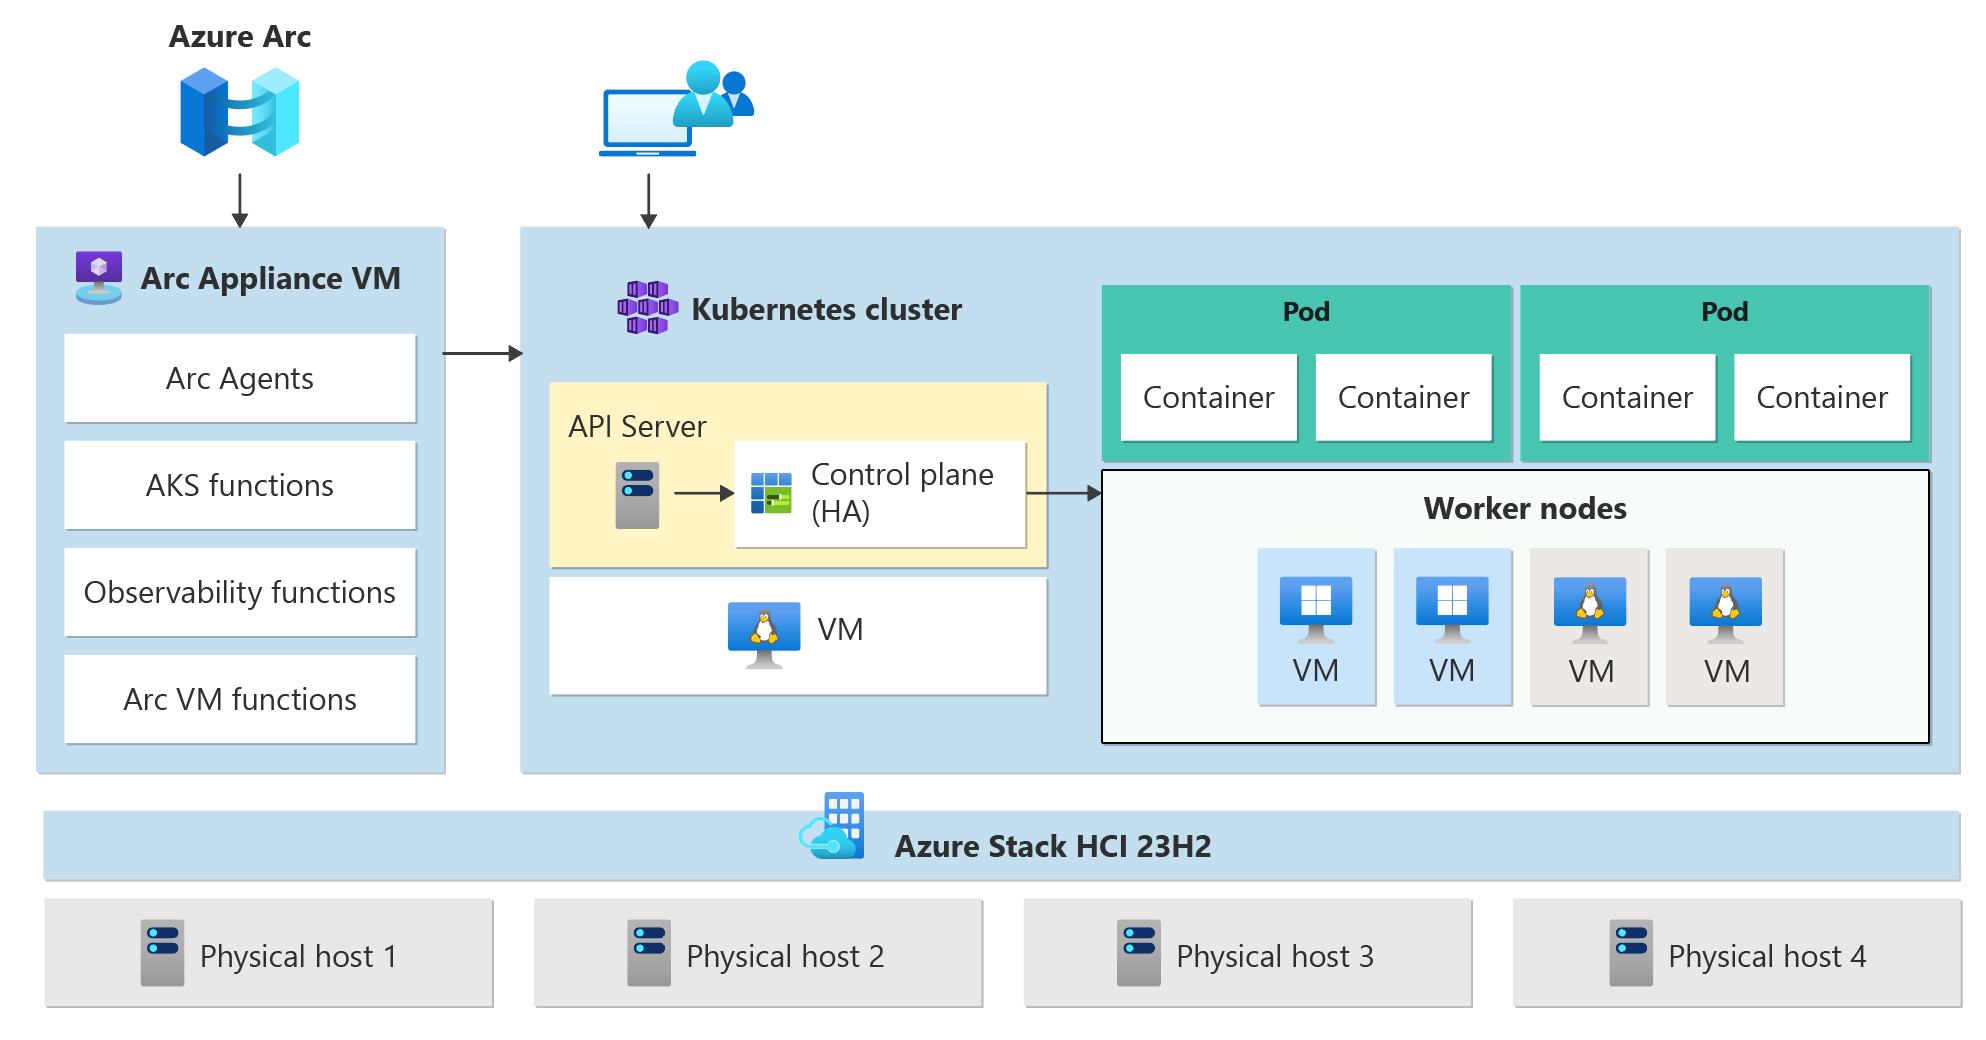 Azure Arc
Arc Appliance VM
Arc Agents
AKS functions
Observability functions
Arc VM functions
Kubernetes cluster
API Server
Control plane
(HA)
VM
Pod
Container
Container
Pod
Container
Container
Worker nodes
VM
VM
VM
VM
Azure Stack HCI 23H2
Physical host 1
Physical host 2
Physical host 3
Physical host 4